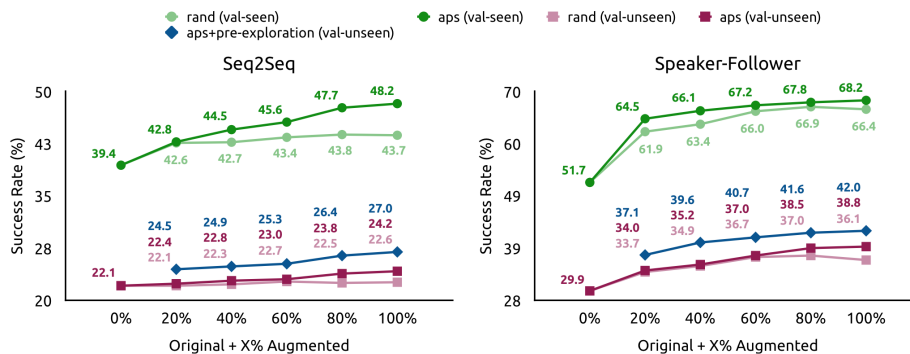 rand (val-seen) aps (val-seen) rand (val-unseen) aps (val-unseen)
aps+pre-exploration (val-unseen)
Seq2Seq
50
43
35
28
20
Success Rate (%)
39.4 42.8 44.5 45.6 47.7 48.2
42.6 42.7 43.4 43.8 43.7
24.5 24.9 25.3 26.4 27.0
22.1 22.4 22.8 23.0 23.8 24.2
22.1 22.3 22.7 22.5 22.6
0% 20% 40% 60% 80% 100%
Original + X% Augmented
Speaker-Follower
70
60
49
39
28
Success Rate (%)
51.7 64.5 66.1 67.2 67.8 68.2
61.9 63.4 66.0 66.9 66.4
37.1 39.6 40.7 41.6 42.0
29.9 34.0 35.2 37.0 38.5 38.8
33.7 34.9 36.7 37.0 36.1
0% 20% 40% 60% 80% 100%
Original + X% Augmented